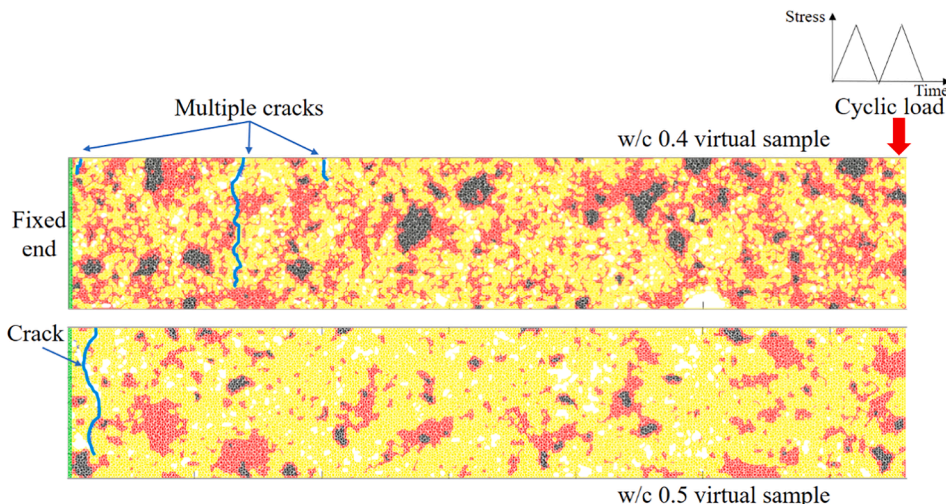 Stress
Time
Cyclic load
Multiple cracks
w/c 0.4 virtual sample
Fixed
end
Crack
w/c 0.5 virtual sample